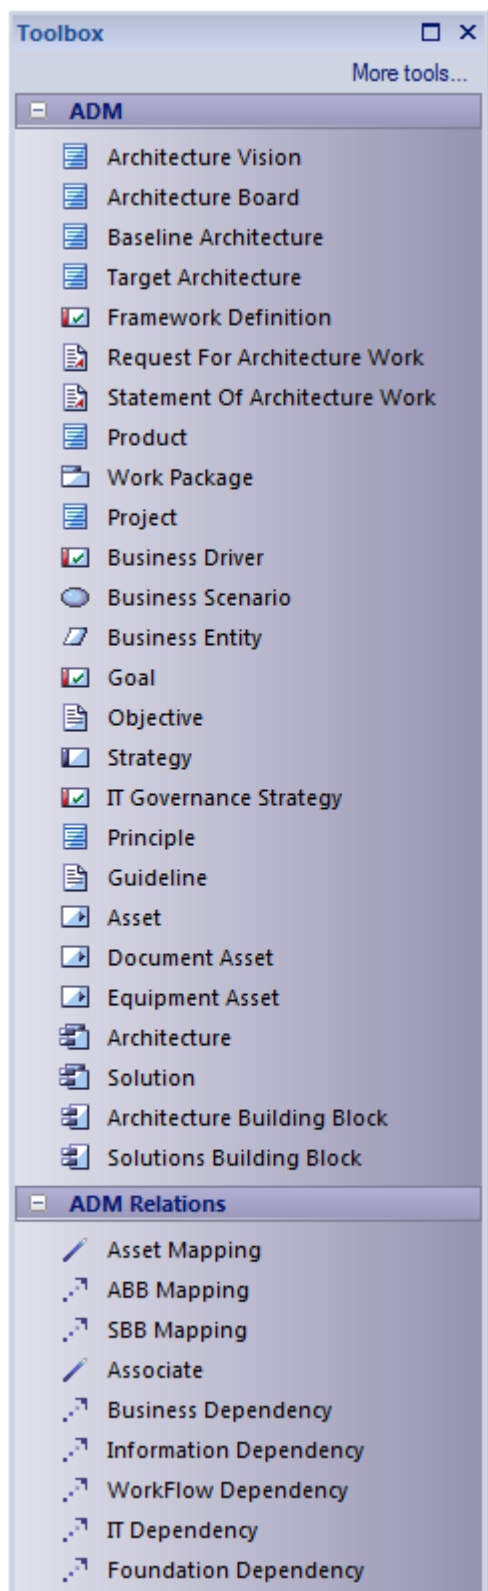 Toolbox
More tools...
ADM
Architecture Vision
Architecture Board
Baseline Architecture
Target Architecture
Framework Definition
Request For Architecture Work
Statement Of Architecture Work
Product
Work Package
Project
Business Driver
Business Scenario
Business Entity
Goal
Objective
Strategy
IT Governance Strategy
Principle
Guideline
Asset
Document Asset
Equipment Asset
Architecture
Solution
Architecture Building Block
Solutions Building Block
ADM Relations
Asset Mapping
ABB Mapping
SBB Mapping
Associate
Business Dependency
Information Dependency
WorkFlow Dependency
IT Dependency
Foundation Dependency